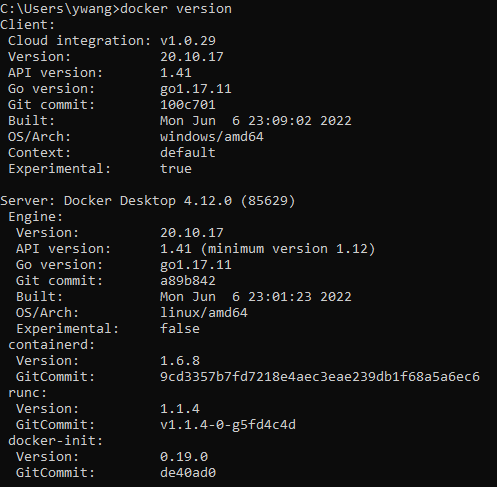 C:\Users\ywang>docker version
Client:
 Cloud integration: v1.0.29
 Version:           20.10.17
 API version:       1.41
 Go version:        go1.17.11
 Git commit:        100c701
 Built:             Mon Jun  6 23:09:02 2022
 OS/Arch:           windows/amd64
 Context:           default
 Experimental:      true

Server: Docker Desktop 4.12.0 (85629)
 Engine:
  Version:          20.10.17
  API version:      1.41 (minimum version 1.12)
  Go version:       go1.17.11
  Git commit:       a89b842
  Built:            Mon Jun  6 23:01:23 2022
  OS/Arch:          linux/amd64
  Experimental:     false
 containerd:
  Version:          1.6.8
  GitCommit:        9cd3357b7fd7218e4aec3eae239db1f68a5a6ec6
 runc:
  Version:          1.1.4
  GitCommit:        v1.1.4-0-g5fd4c4d
 docker-init:
  Version:          0.19.0
  GitCommit:        de40ad0